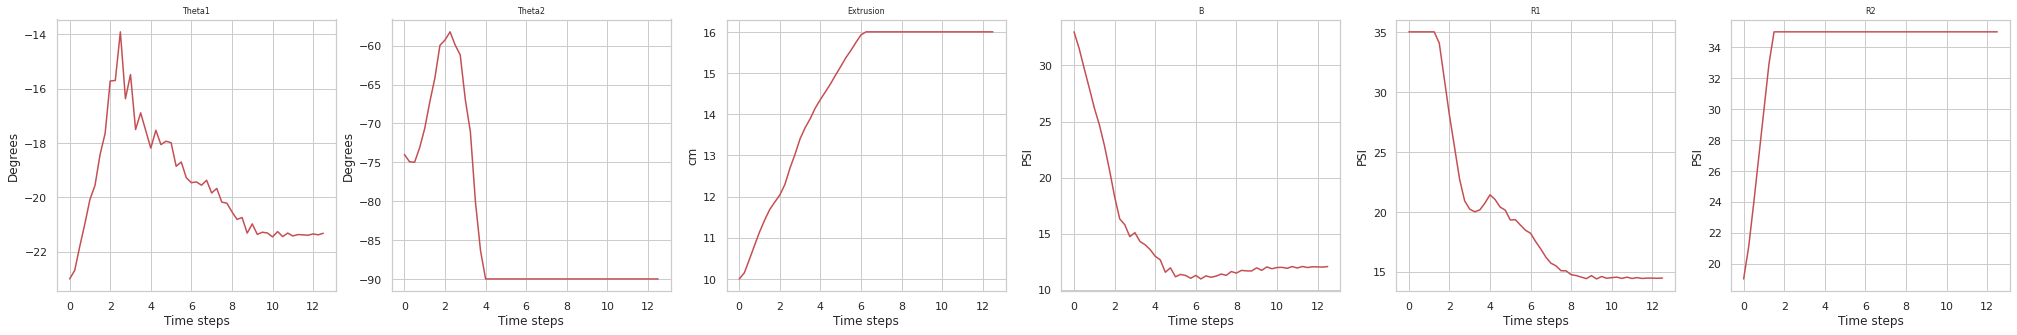 Theta1
Degrees
−14
−16
−18
−20
−22
0 2 4 6 8 10 12
Time steps
Theta2
Degrees
−60
−65
−70
−75
−80
−85
−90
0 2 4 6 8 10 12
Time steps
Extrusion
cm
16
15
14
13
12
11
10
0 2 4 6 8 10 12
Time steps
B
PSI
30
25
20
15
10
0 2 4 6 8 10 12
Time steps
R1
PSI
35
30
25
20
15
0 2 4 6 8 10 12
Time steps
R2
PSI
34
32
30
28
26
24
22
20
0 2 4 6 8 10 12
Time steps